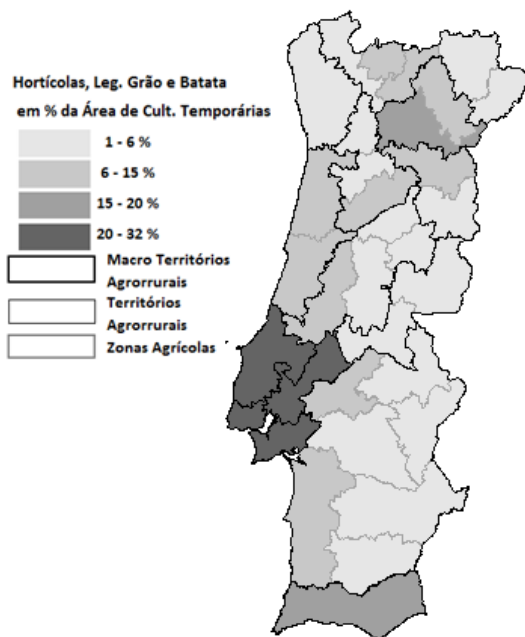 Hortícolas, Leg. Grão e Batata
em % da Área de Cult. Temporárias
1 - 6 %
6 - 15 %
15 - 20 %
20 - 32 %
Macro Territórios
Agrorrurais
Territórios
Agrorrurais
Zonas Agrícolas